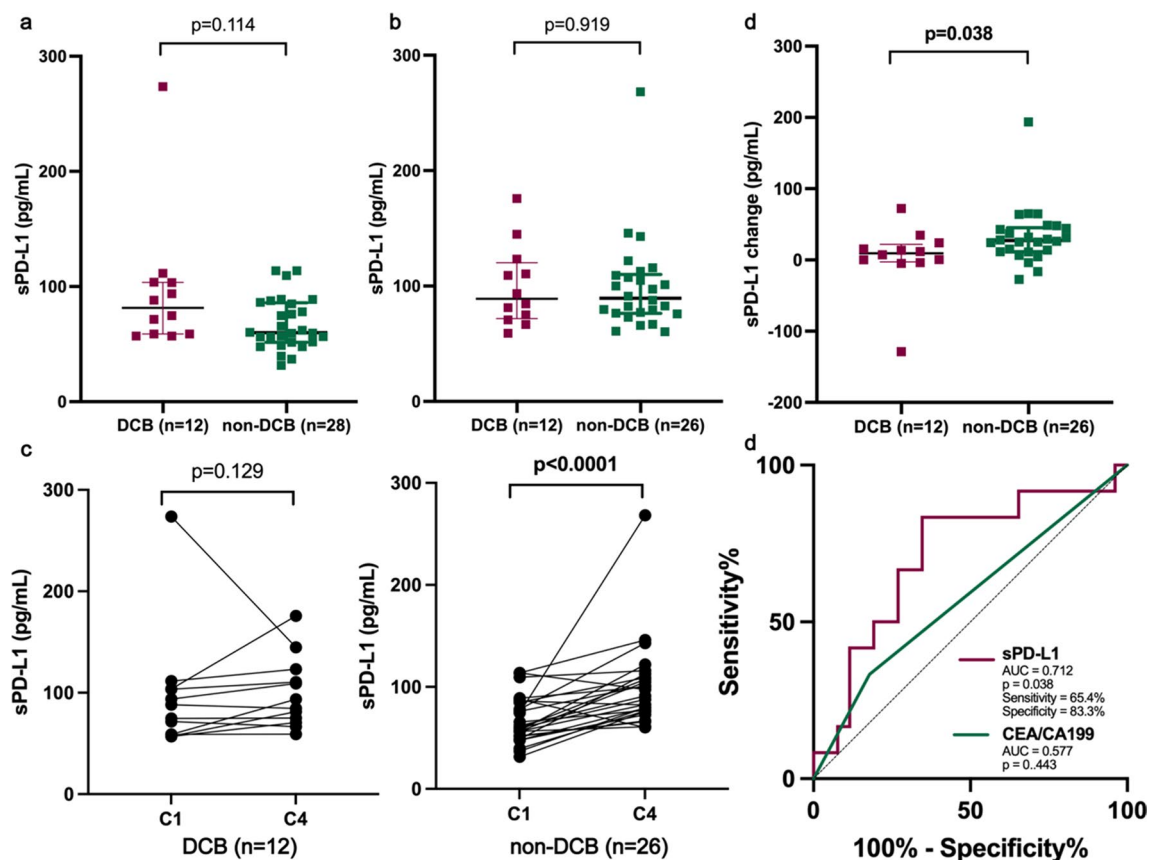 a
p=0.114
300
200
100
0
sPD-L1 (pg/mL)
DCB (n=12) non-DCB (n=28)
b
p=0.919
300
200
100
0
sPD-L1 (pg/mL)
DCB (n=12) non-DCB (n=26)
d
p=0.038
300
200
100
0
-100
-200
sPD-L1 change (pg/mL)
DCB (n=12) non-DCB (n=26)
c
p=0.129
300
200
100
0
sPD-L1 (pg/mL)
C1 C4
DCB (n=12)
p<0.0001
300
200
100
0
sPD-L1 (pg/mL)
C1 C4
non-DCB (n=26)
d
100
50
0
Sensitivity%
sPD-L1
AUC = 0.712
p = 0.038
Sensitivity = 65.4%
Specificity = 83.3%
CEA/CA199
AUC = 0.577
p = 0..443
0 50 100
100% - Specificity%